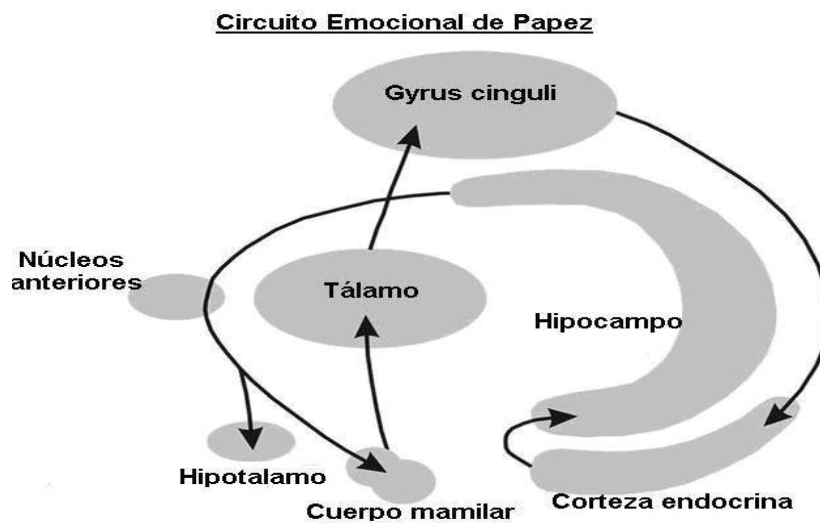 Circuito Emocional de Papez
Gyrus cinguli
Núcleos
anteriores
Tálamo
Hipocampo
Hipotalamo
Cuerpo mamilar
Corteza endocrina